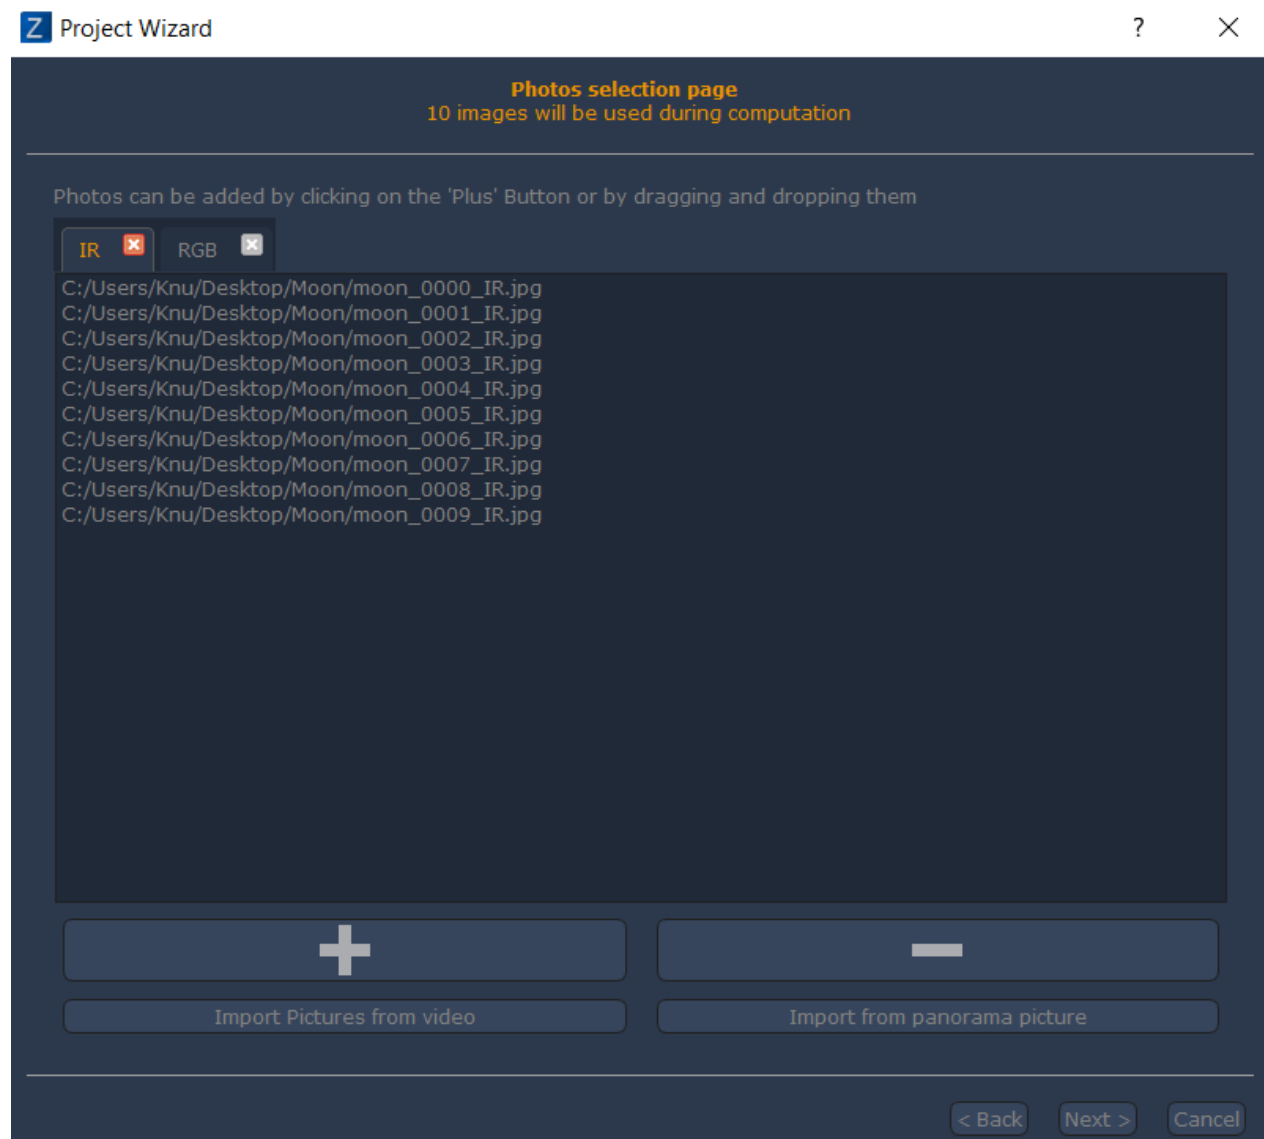 Z Project Wizard ?
Photos selection page
10 images will be used during computation
Photos can be added by clicking on the 'Plus' Button or by dragging and dropping them
IR RGB
C:/Users/Knu/Desktop/Moon/moon_0000_IR.jpg
C:/Users/Knu/Desktop/Moon/moon_0001_IR.jpg
C:/Users/Knu/Desktop/Moon/moon_0002_IR.jpg
C:/Users/Knu/Desktop/Moon/moon_0003_IR.jpg
C:/Users/Knu/Desktop/Moon/moon_0004_IR.jpg
C:/Users/Knu/Desktop/Moon/moon_0005_IR.jpg
C:/Users/Knu/Desktop/Moon/moon_0006_IR.jpg
C:/Users/Knu/Desktop/Moon/moon_0007_IR.jpg
C:/Users/Knu/Desktop/Moon/moon_0008_IR.jpg
C:/Users/Knu/Desktop/Moon/moon_0009_IR.jpg
Import Pictures from video Import from panorama picture
< Back Next > Cancel